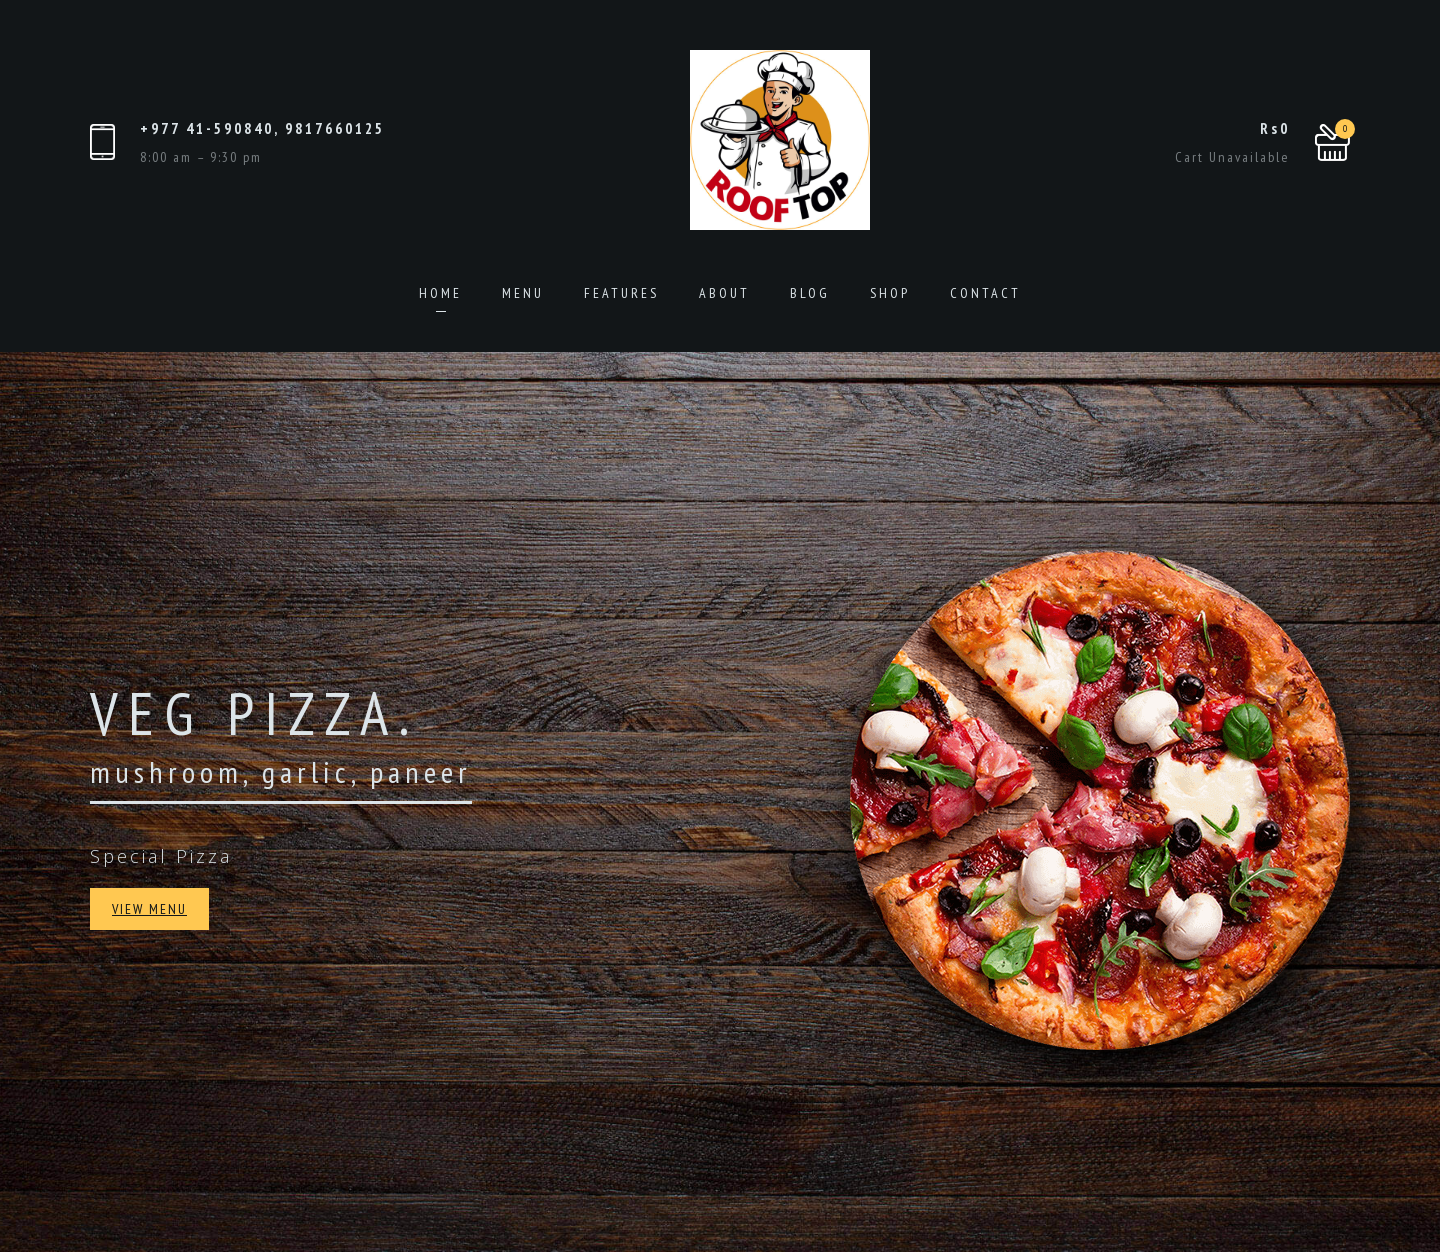 +977 41-590840, 9817660125
8:00 am – 9:30 pm
ROOF TOP
Rs0
0
Cart Unavailable
HOME MENU FEATURES ABOUT BLOG SHOP CONTACT
VEG PIZZA.
mushroom, garlic, paneer
Special Pizza
VIEW MENU